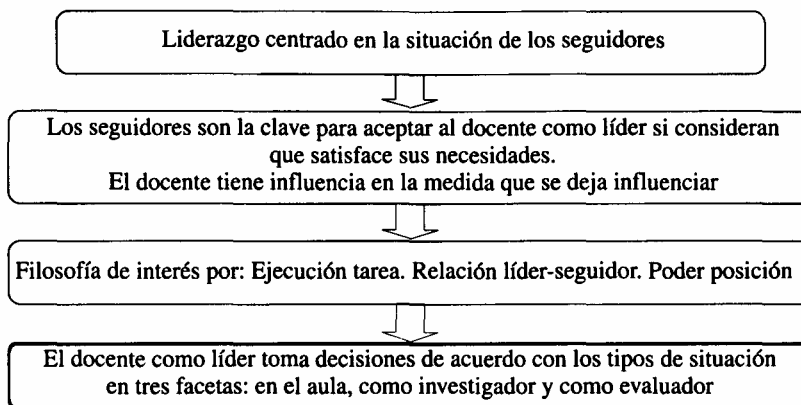 Liderazgo centrado en la situación de los seguidores
Los seguidores son la clave para aceptar al docente como líder si consideran
que satisface sus necesidades.
El docente tiene influencia en la medida que se deja influenciar
Filosofía de interés por: Ejecución tarea. Relación líder-seguidor. Poder posición
El docente como líder toma decisiones de acuerdo con los tipos de situación
en tres facetas: en el aula, como investigador y como evaluador